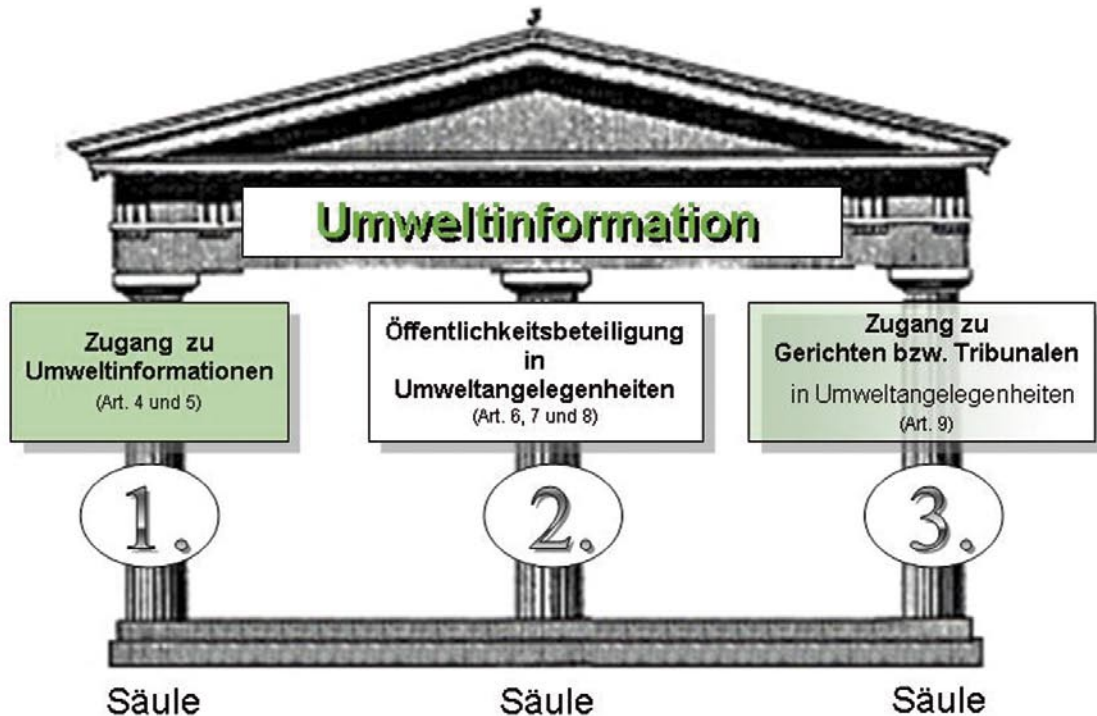 Umweltinformation
Zugang zu
Umweltinformationen
(Art. 4 und 5)
Öffentlichkeitsbeteiligung
in
Umweltangelegenheiten
(Art. 6, 7 und 8)
Zugang zu
Gerichten bzw. Tribunalen
in Umweltangelegenheiten
(Art. 9)
1.
2.
3.
Säule
Säule
Säule